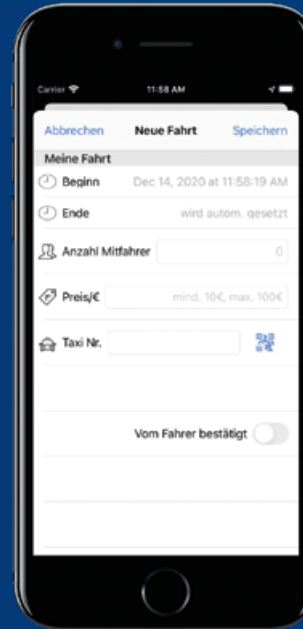 Carrier 11:58 AM
Abbrechen Neue Fahrt Speichern
Meine Fahrt
Beginn Dec 14, 2020 at 11:58:19 AM
Ende wird autom. gesetzt
Anzahl Mitfahrer 0
Preis/€ mind. 10€, max. 100€
Taxi Nr.
Vom Fahrer bestätigt